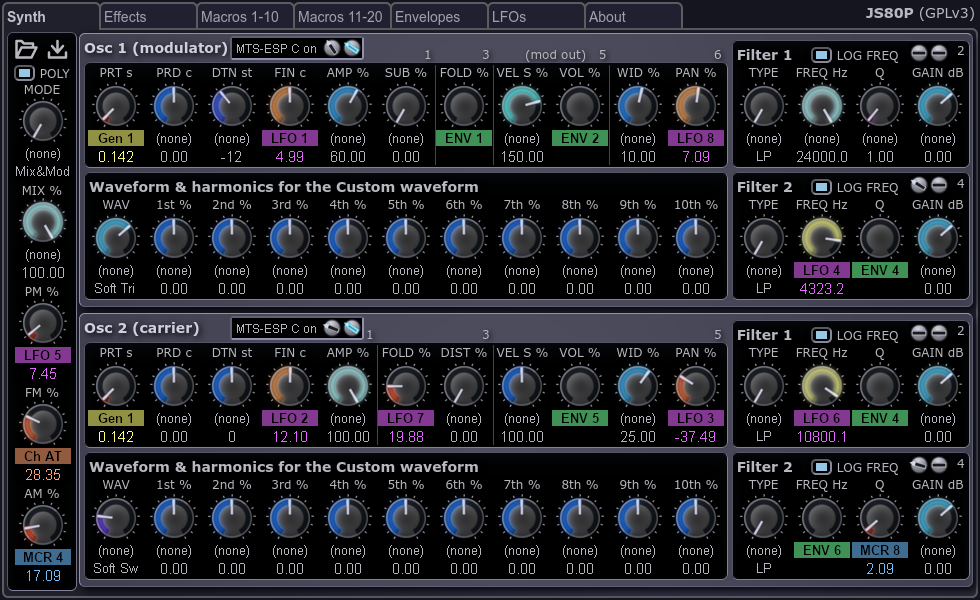 Synth Effects Macros 1-10 Macros 11-20 Envelopes LFOs About JS80P (GPLv3)
POLY
MODE
(none)
Mix&Mod
MIX %
(none)
100.00
PM %
LFO 5
7.45
FM %
Ch AT
28.35
AM %
MCR 4
17.09
Osc 1 (modulator) MTS-ESP C on 1 3 (mod out) 5 6
PRT s PRD c DTN st FIN c AMP % SUB % FOLD % VEL S % VOL % WID % PAN %
Gen 1 (none) (none) LFO 1 (none) (none) ENV 1 (none) ENV 2 (none) LFO 8
0.142 0.00 -12 4.99 60.00 0.00 150.00 10.00 7.09
Filter 1 LOG FREQ 2
TYPE FREQ Hz Q GAIN dB
(none) (none) (none) (none)
LP 24000.0 1.00 0.00
Waveform & harmonics for the Custom waveform
WAV 1st % 2nd % 3rd % 4th % 5th % 6th % 7th % 8th % 9th % 10th %
(none) (none) (none) (none) (none) (none) (none) (none) (none) (none) (none)
Soft Tri 0.00 0.00 0.00 0.00 0.00 0.00 0.00 0.00 0.00 0.00
Filter 2 LOG FREQ 4
TYPE FREQ Hz Q GAIN dB
(none) LFO 4 ENV 4 (none)
LP 4323.2 0.00
Osc 2 (carrier) MTS-ESP C on 1 3 5
PRT s PRD c DTN st FIN c AMP % FOLD % DIST % VEL S % VOL % WID % PAN %
Gen 1 (none) (none) LFO 2 (none) LFO 7 (none) (none) ENV 5 (none) LFO 3
0.142 0.00 0 12.10 100.00 19.88 0.00 100.00 25.00 -37.49
Filter 1 LOG FREQ 2
TYPE FREQ Hz Q GAIN dB
(none) LFO 6 ENV 4 (none)
LP 10800.1 0.00
Waveform & harmonics for the Custom waveform
WAV 1st % 2nd % 3rd % 4th % 5th % 6th % 7th % 8th % 9th % 10th %
(none) (none) (none) (none) (none) (none) (none) (none) (none) (none) (none)
Soft Sw 0.00 0.00 0.00 0.00 0.00 0.00 0.00 0.00 0.00 0.00
Filter 2 LOG FREQ 4
TYPE FREQ Hz Q GAIN dB
(none) ENV 6 MCR 8 (none)
LP 2.09 0.00